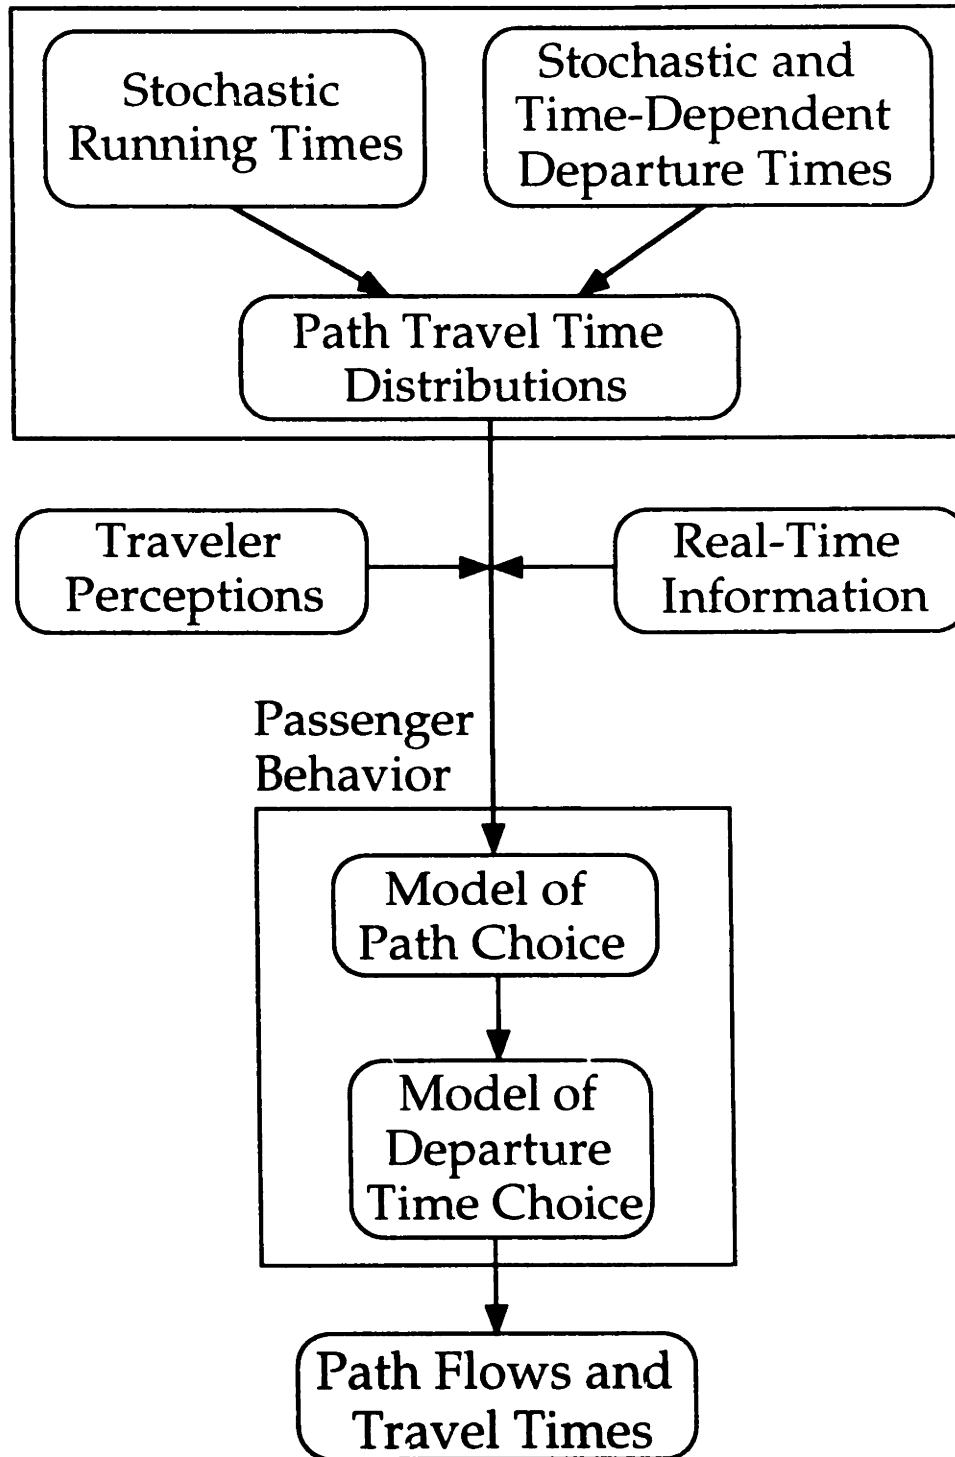 Stochastic
Running Times
Stochastic and
Time-Dependent
Departure Times
Path Travel Time
Distributions
Traveler
Perceptions
Real-Time
Information
Passenger
Behavior
Model of
Path Choice
Model of
Departure
Time Choice
Path Flows and
Travel Times